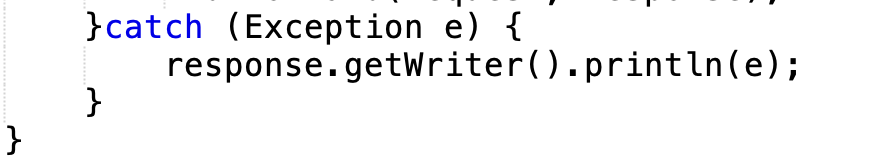 }catch (Exception e) {
response.getWriter().println(e);
}
}